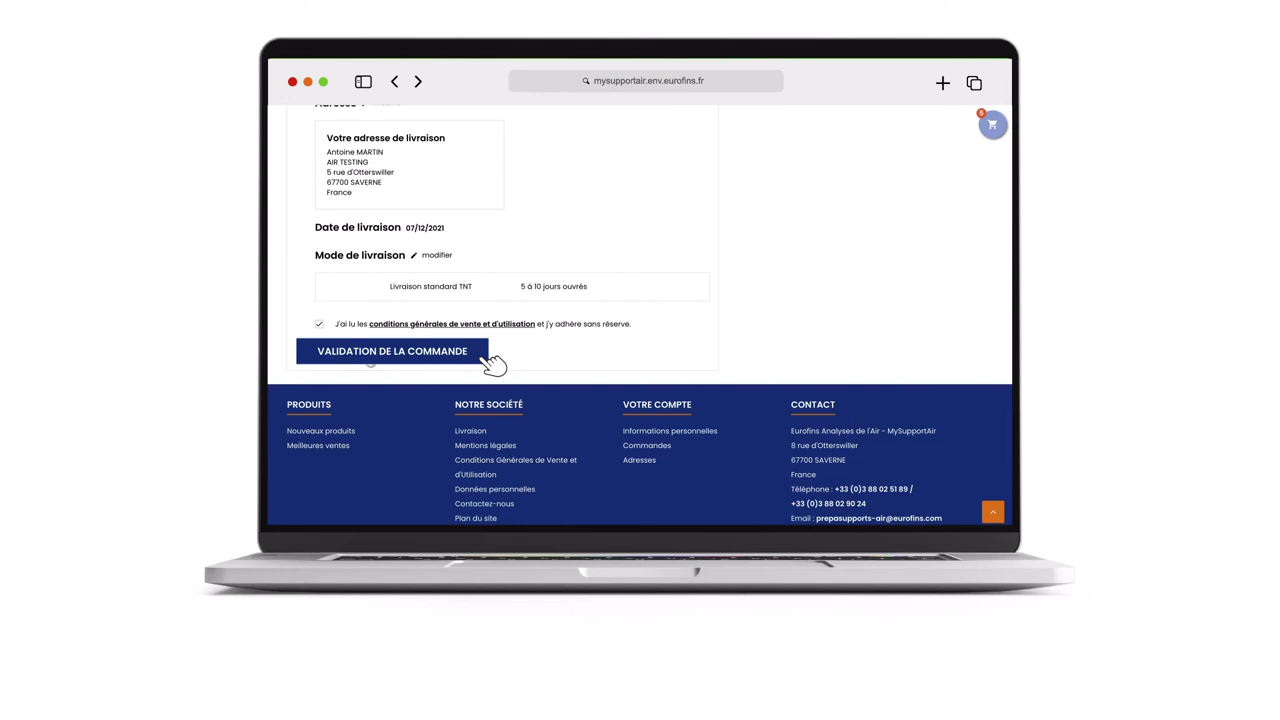 mysupportair.env.eurofins.fr
5
Votre adresse de livraison
Antoine MARTIN
AIR TESTING
5 rue d'Otterswiller
67700 SAVERNE
France
Date de livraison 07/12/2021
Mode de livraison modifier
Livraison standard TNT 5 à 10 jours ouvrés
J'ai lu les conditions générales de vente et d'utilisation et j'y adhère sans réserve.
VALIDATION DE LA COMMANDE
PRODUITS
Nouveaux produits
Meilleures ventes
NOTRE SOCIÉTÉ
Livraison
Mentions légales
Conditions Générales de Vente et
d'Utilisation
Données personnelles
Contactez-nous
Plan du site
VOTRE COMPTE
Informations personnelles
Commandes
Adresses
CONTACT
Eurofins Analyses de l'Air - MySupportAir
8 rue d'Otterswiller
67700 SAVERNE
France
Téléphone : +33 (0)3 88 02 51 89 /
+33 (0)3 88 02 90 24
Email : prepasupports-air@eurofins.com